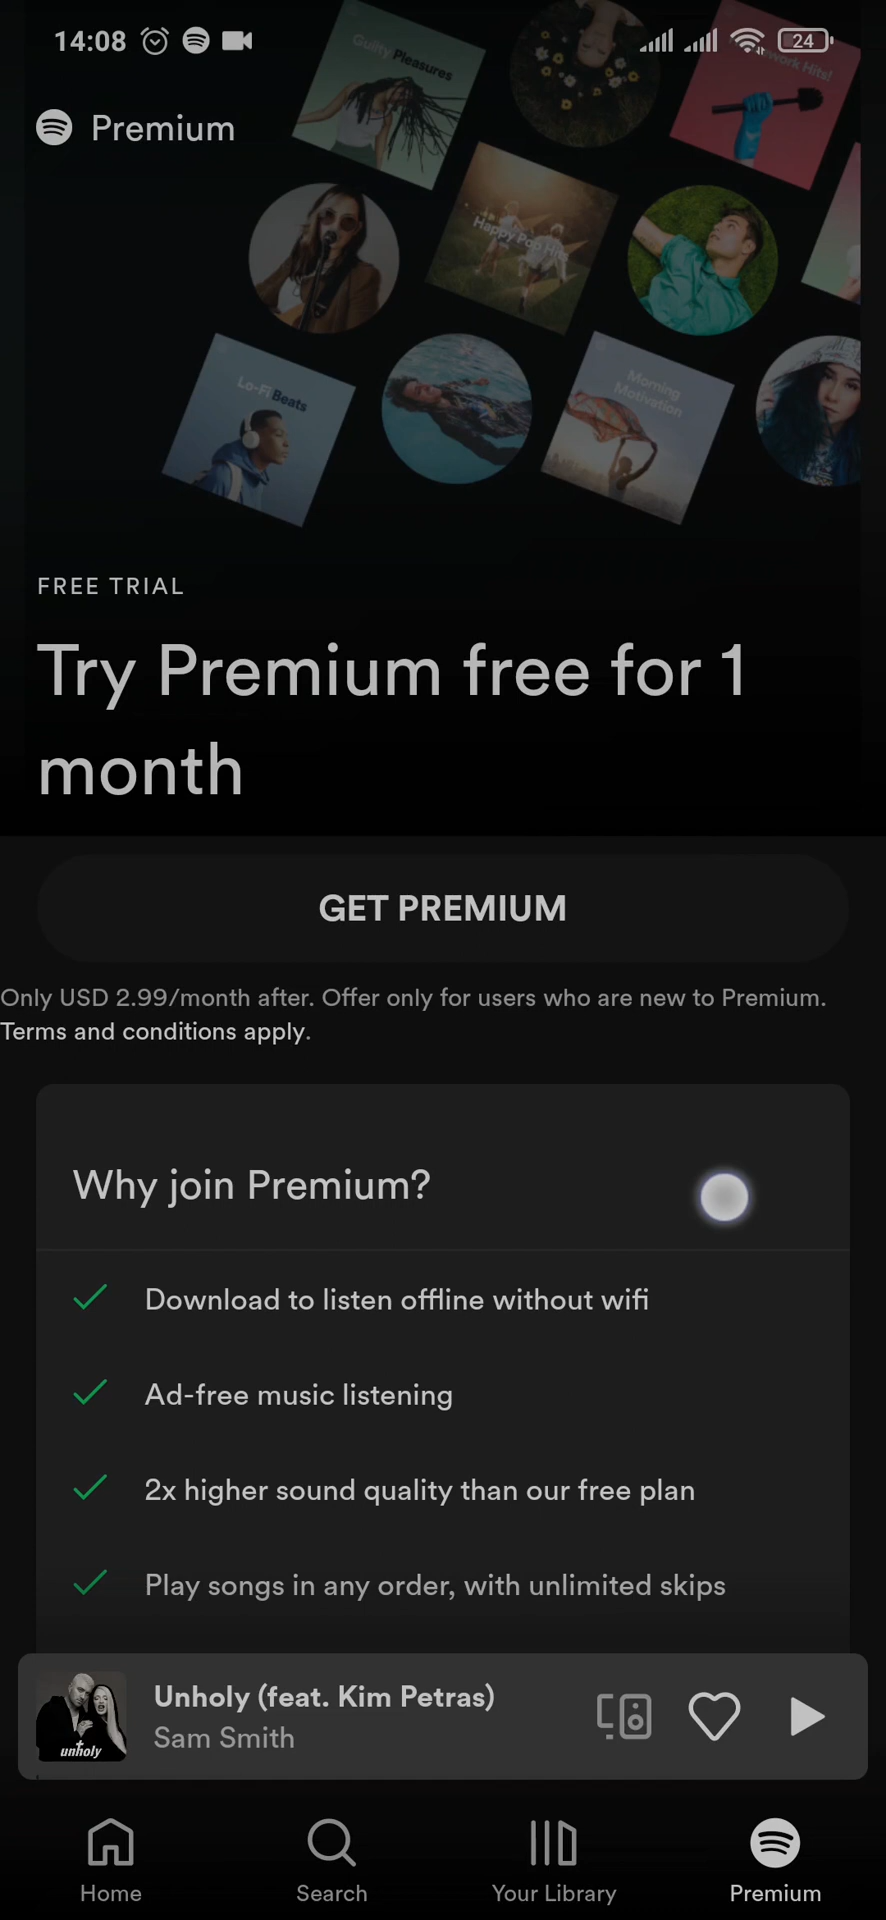 14:08
24
Guilty Pleasures
work Hits!
Premium
Happy Pop Hits
Lo-Fi Beats
Morning
Motivation
FREE TRIAL
Try Premium free for 1
month
GET PREMIUM
Only USD 2.99/month after. Offer only for users who are new to Premium.
Terms and conditions apply.
Why join Premium?
Download to listen offline without wifi
Ad-free music listening
2x higher sound quality than our free plan
Play songs in any order, with unlimited skips
unholy
Unholy (feat. Kim Petras)
Sam Smith
Home
Search
Your Library
Premium